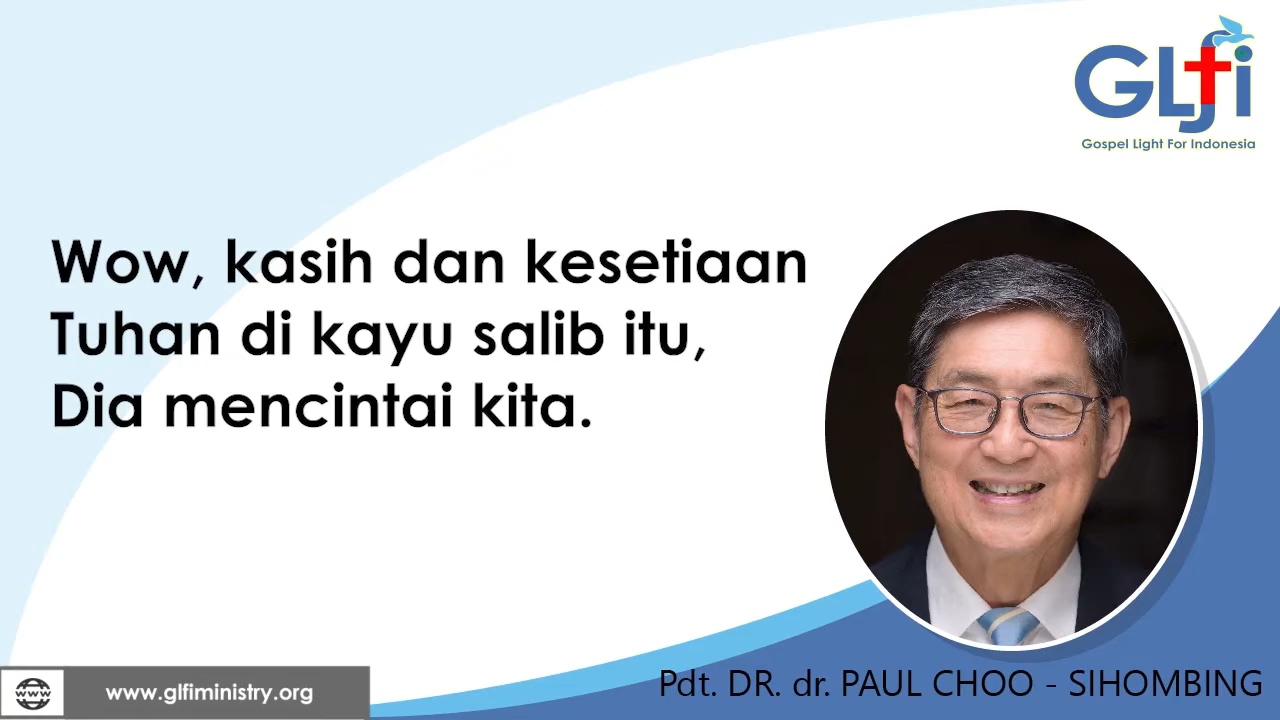 GLfi
Gospel Light For Indonesia
Wow, kasih dan kesetiaan
Tuhan di kayu salib itu,
Dia mencintai kita.
www
www.glfiministry.org
Pdt. DR. dr. PAUL CHOO - SIHOMBING